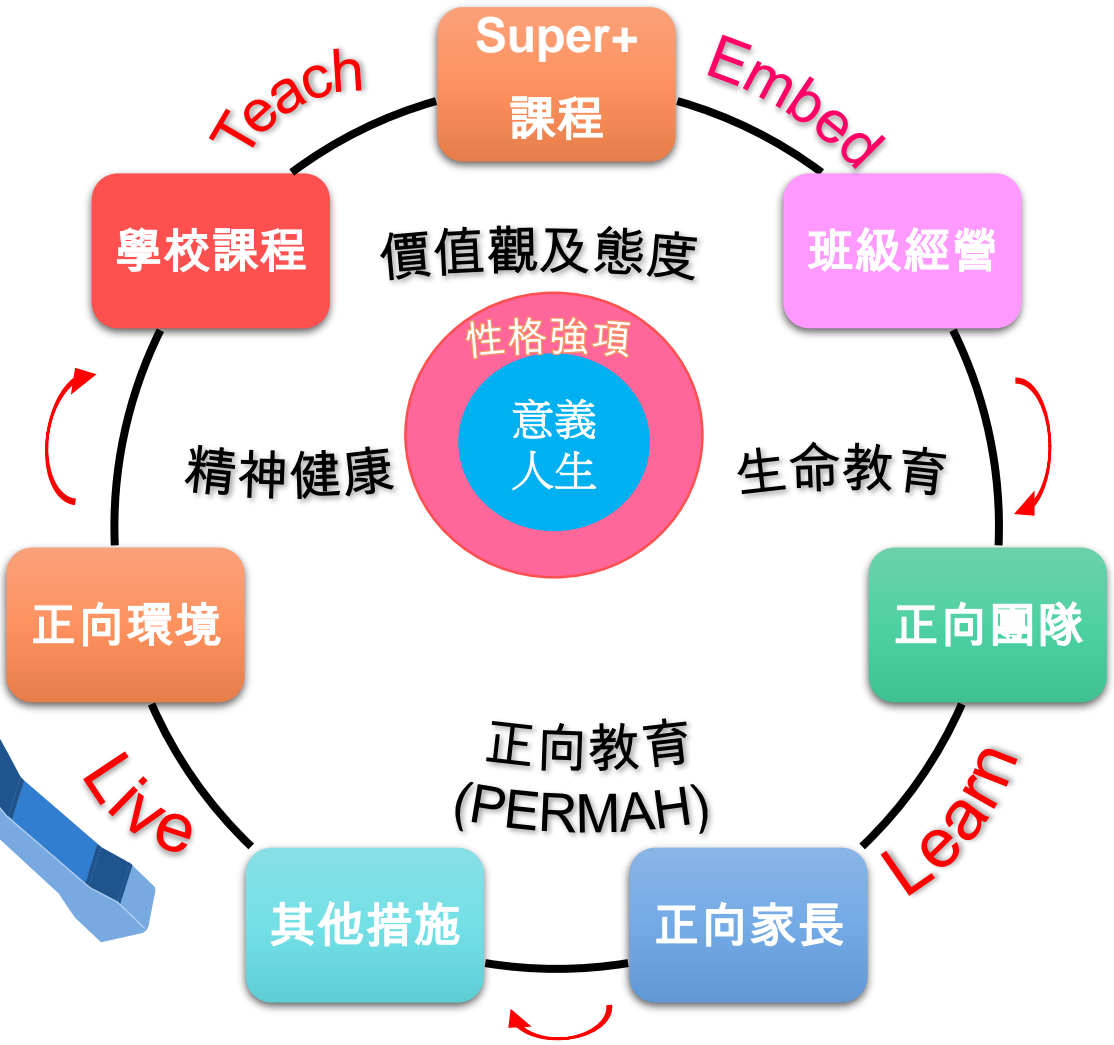 Super+
課程
Teach
Embed
學校課程
班級經營
價值觀及態度
性格強項
意義
人生
精神健康
生命教育
正向環境
正向團隊
正向教育
(PERMAH)
Live
Learn
其他措施
正向家長